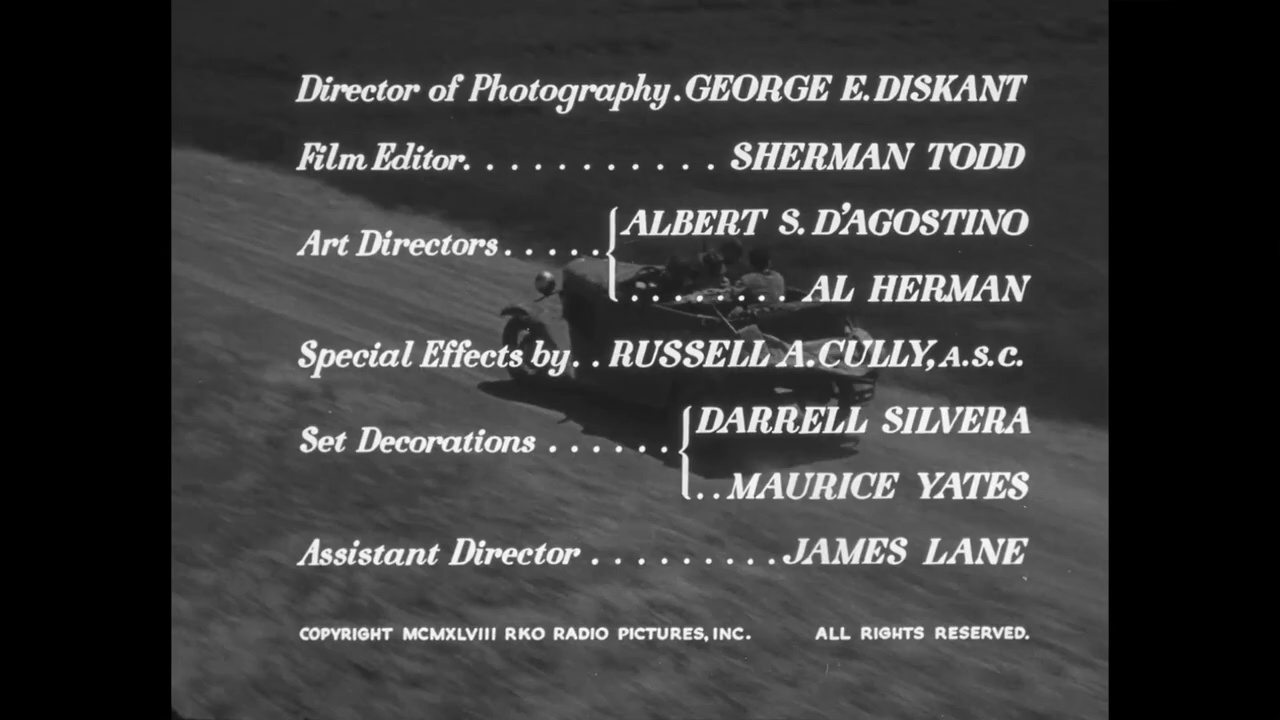 Director of Photography. GEORGE E. DISKANT
Film Editor. . . . . . . . . . . SHERMAN TODD
Art Directors . . . . . { ALBERT S. D'AGOSTINO
. . . . . . . . AL HERMAN
Special Effects by. . RUSSELL A. CULLY, A.S.C.
Set Decorations . . . . . . { DARRELL SILVERA
. . MAURICE YATES
Assistant Director . . . . . . . . . JAMES LANE
COPYRIGHT MCMXLVIII RKO RADIO PICTURES, INC. ALL RIGHTS RESERVED.